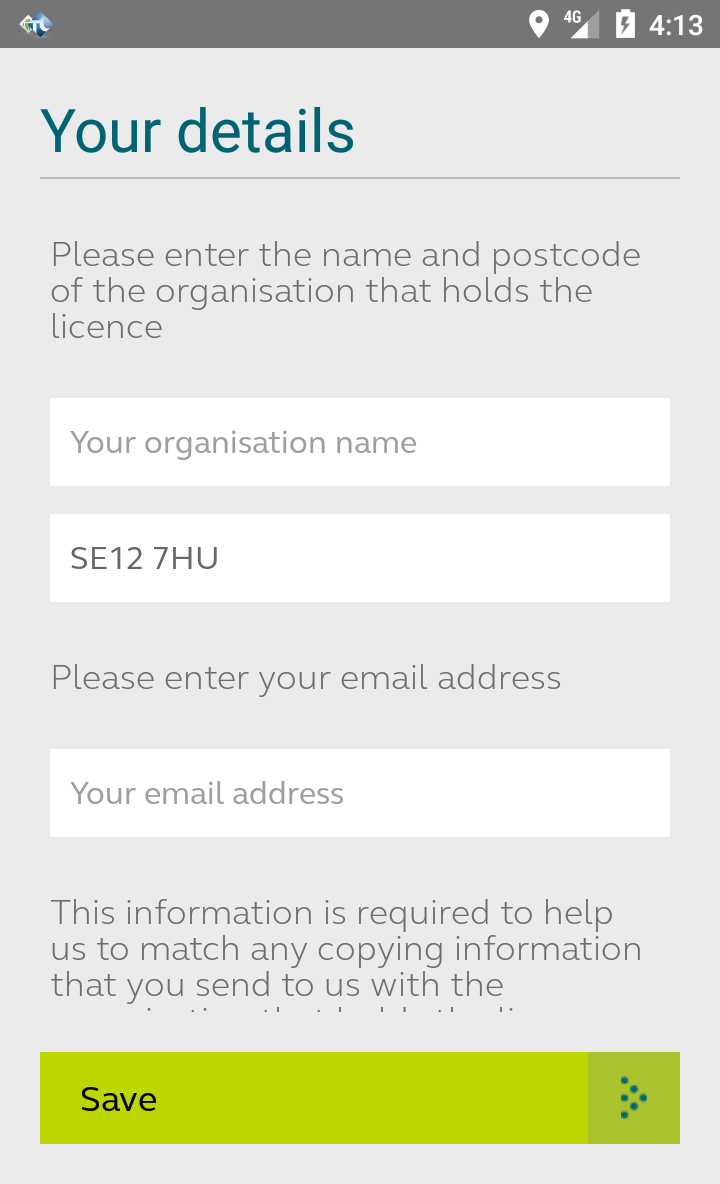 4G 4:13
Your details
Please enter the name and postcode
of the organisation that holds the
licence
Your organisation name
SE12 7HU
Please enter your email address
Your email address
This information is required to help
us to match any copying information
that you send to us with the
Save